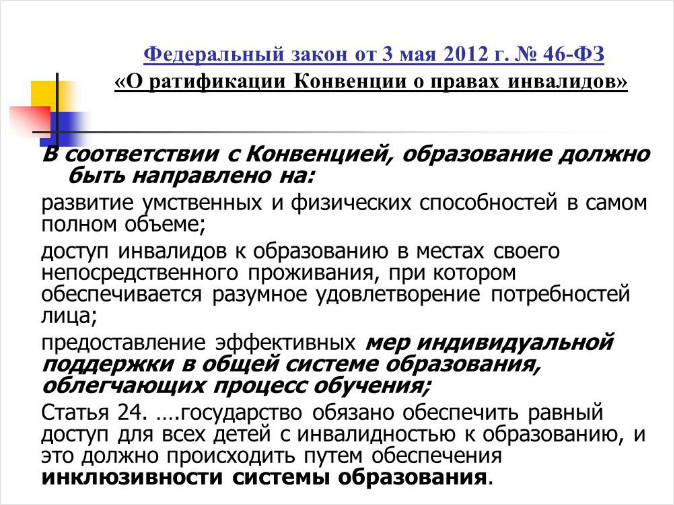 Федеральный закон от 3 мая 2012 г. № 46-ФЗ
«О ратификации Конвенции о правах инвалидов»
В соответствии с Конвенцией, образование должно
быть направлено на:
развитие умственных и физических способностей в самом
полном объеме;
доступ инвалидов к образованию в местах своего
непосредственного проживания, при котором
обеспечивается разумное удовлетворение потребностей
лица;
предоставление эффективных мер индивидуальной
поддержки в общей системе образования,
облегчающих процесс обучения;
Статья 24. ….государство обязано обеспечить равный
доступ для всех детей с инвалидностью к образованию, и
это должно происходить путем обеспечения
инклюзивности системы образования.